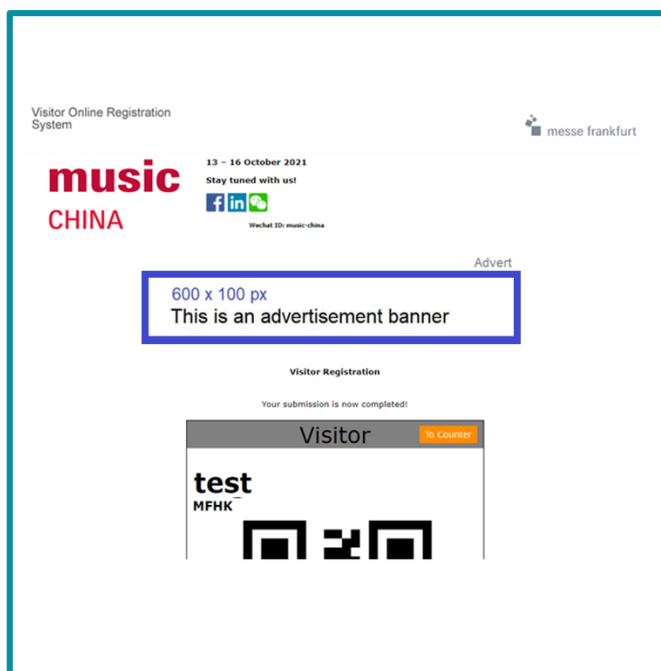 Visitor Online Registration
System
messe frankfurt
music
CHINA
13 – 16 October 2021
Stay tuned with us!
Wechat ID: music-china
Advert
600 x 100 px
This is an advertisement banner
Visitor Registration
Your submission is now completed!
Visitor
To Counter
test
MFHK